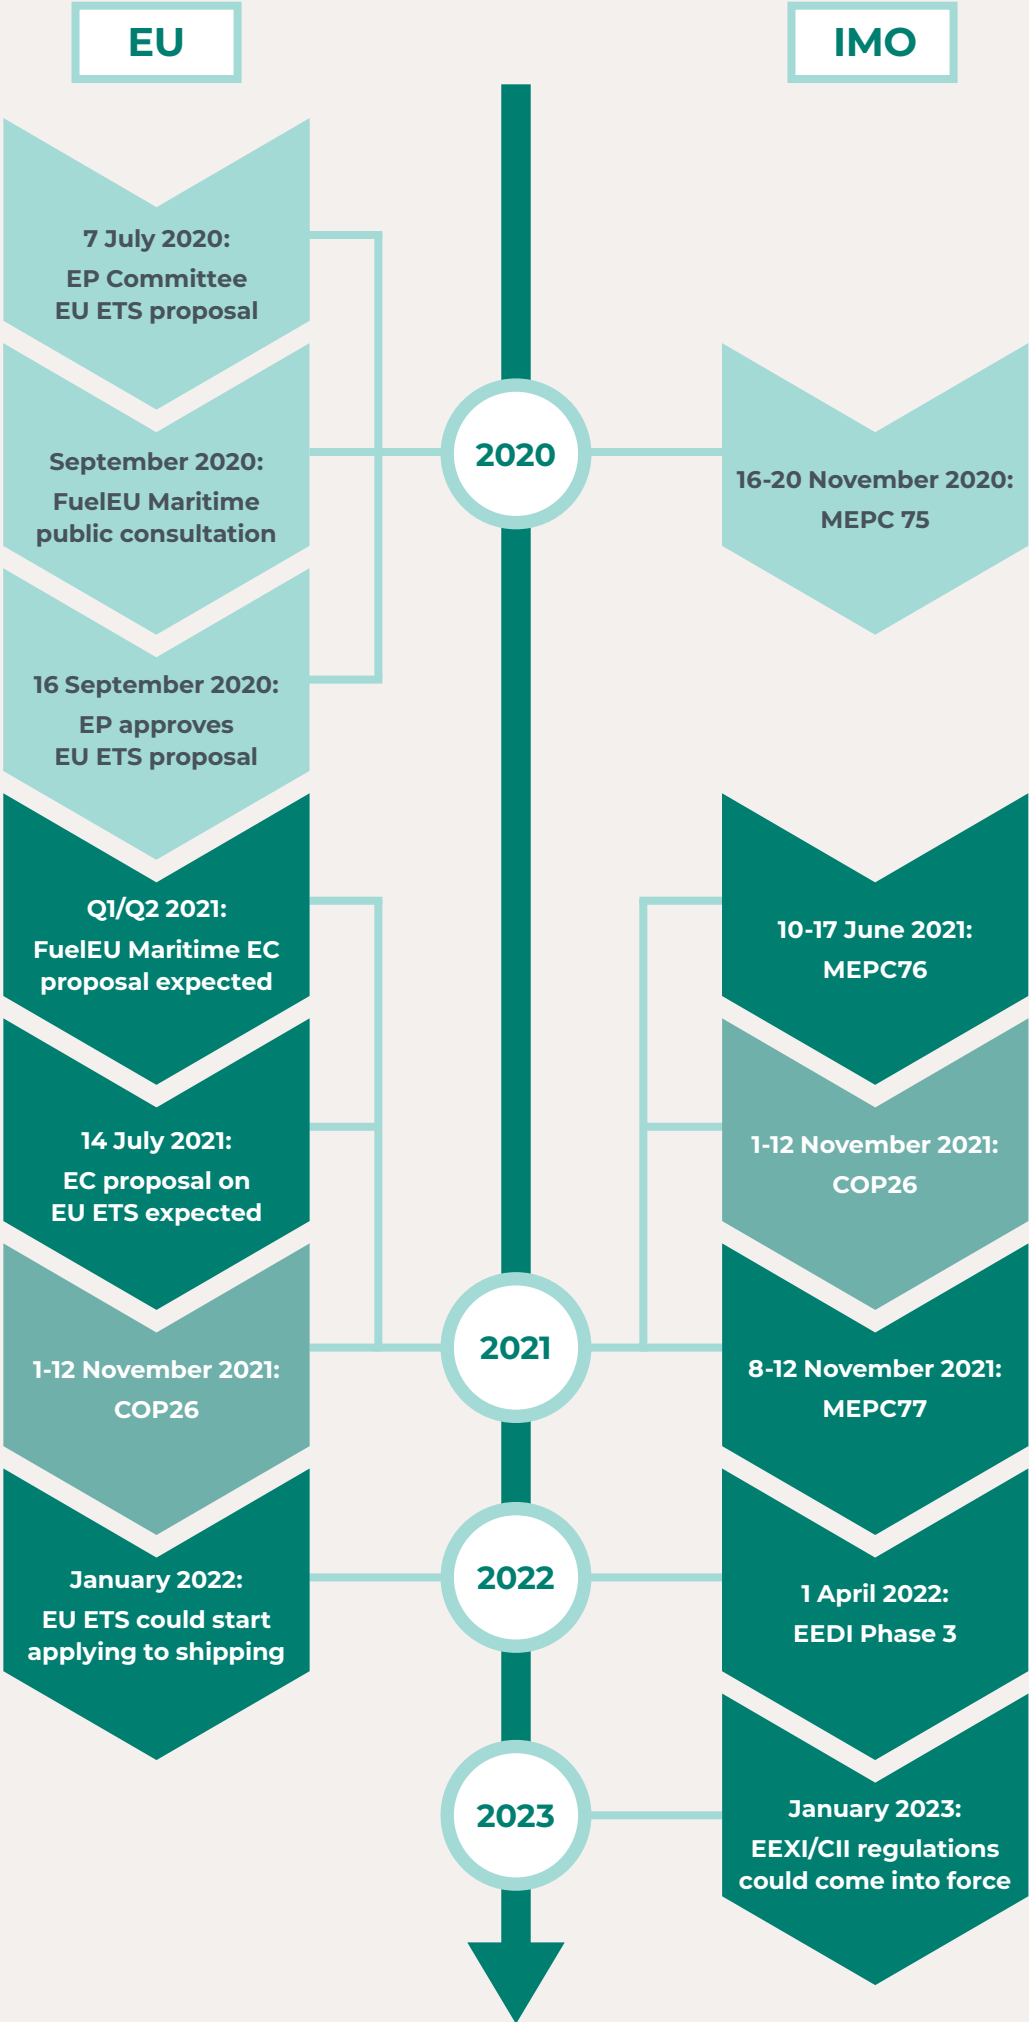 EU
IMO
7 July 2020:
EP Committee
EU ETS proposal
September 2020:
FuelEU Maritime
public consultation
16 September 2020:
EP approves
EU ETS proposal
2020
16-20 November 2020:
MEPC 75
Q1/Q2 2021:
FuelEU Maritime EC
proposal expected
14 July 2021:
EC proposal on
EU ETS expected
1-12 November 2021:
COP26
2021
10-17 June 2021:
MEPC76
1-12 November 2021:
COP26
8-12 November 2021:
MEPC77
January 2022:
EU ETS could start
applying to shipping
2022
1 April 2022:
EEDI Phase 3
2023
January 2023:
EEXI/CII regulations
could come into force